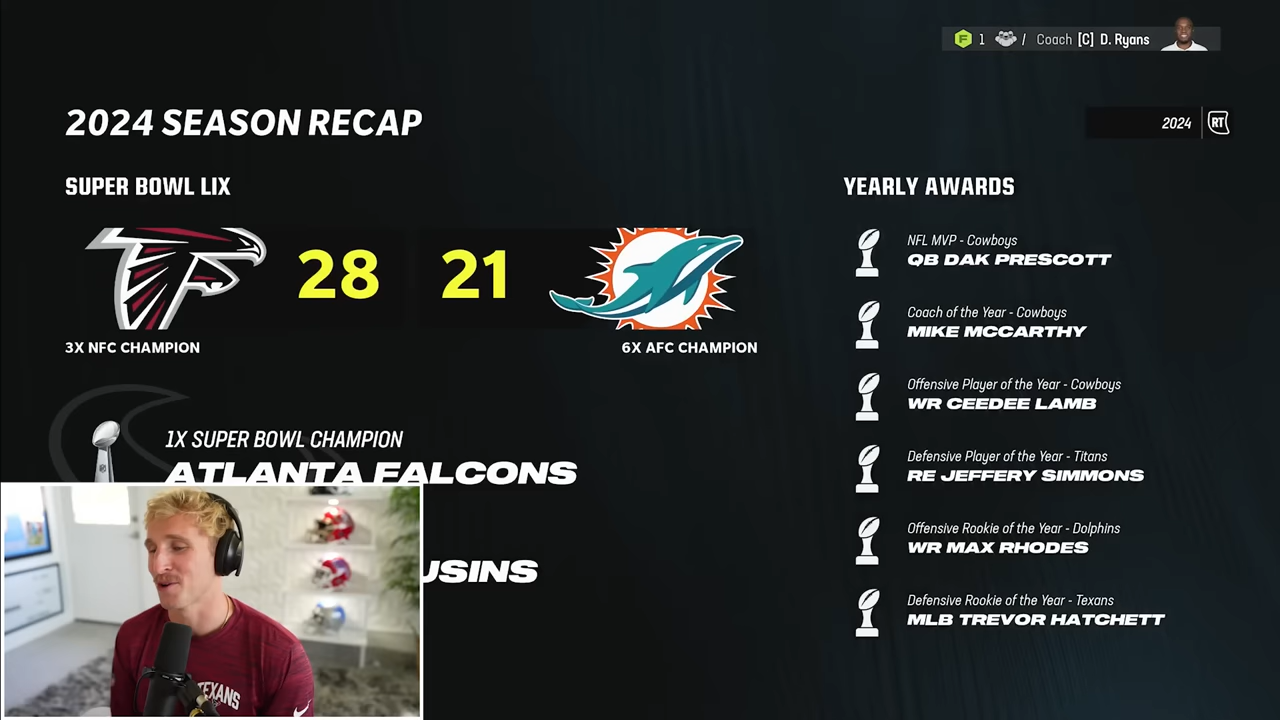 1 / Coach [C] D. Ryans
2024 SEASON RECAP
2024 RT
SUPER BOWL LIX
28 21
3X NFC CHAMPION
6X AFC CHAMPION
1X SUPER BOWL CHAMPION
ATLANTA FALCONS
USINS
YEARLY AWARDS
NFL MVP - Cowboys
QB DAK PRESCOTT
Coach of the Year - Cowboys
MIKE MCCARTHY
Offensive Player of the Year - Cowboys
WR CEEDEE LAMB
Defensive Player of the Year - Titans
RE JEFFERY SIMMONS
Offensive Rookie of the Year - Dolphins
WR MAX RHODES
Defensive Rookie of the Year - Texans
MLB TREVOR HATCHETT
TEXANS